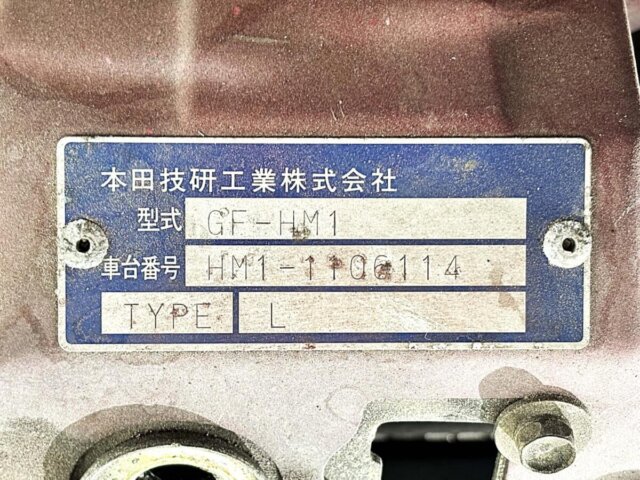 本田技研工業株式会社
型式 GF-HM1
車台番号 HM1-1106114
TYPE L